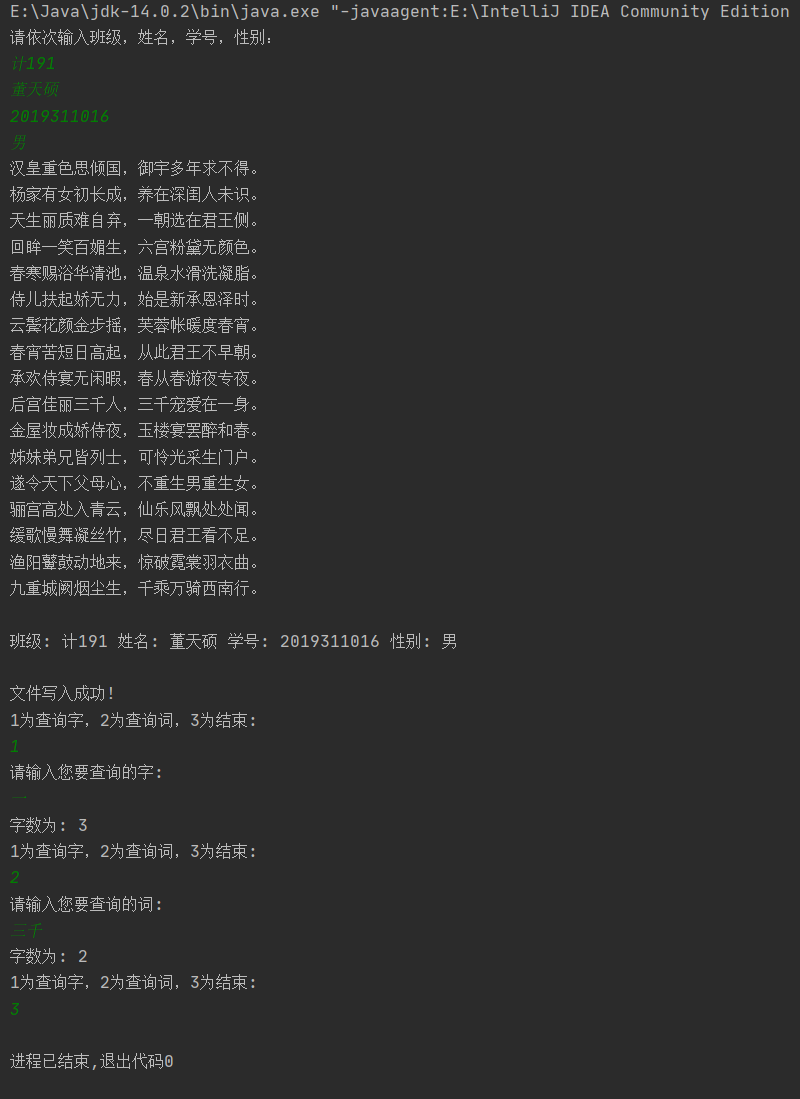 E:\Java\jdk-14.0.2\bin\java.exe "-javaagent:E:\IntelliJ IDEA Community Edition
请依次输入班级，姓名，学号，性别：
计191
董天硕
2019311016
男
汉皇重色思倾国，御宇多年求不得。
杨家有女初长成，养在深闺人未识。
天生丽质难自弃，一朝选在君王侧。
回眸一笑百媚生，六宫粉黛无颜色。
春寒赐浴华清池，温泉水滑洗凝脂。
侍儿扶起娇无力，始是新承恩泽时。
云鬓花颜金步摇，芙蓉帐暖度春宵。
春宵苦短日高起，从此君王不早朝。
承欢侍宴无闲暇，春从春游夜专夜。
后宫佳丽三千人，三千宠爱在一身。
金屋妆成娇侍夜，玉楼宴罢醉和春。
姊妹弟兄皆列士，可怜光采生门户。
遂令天下父母心，不重生男重生女。
骊宫高处入青云，仙乐风飘处处闻。
缓歌慢舞凝丝竹，尽日君王看不足。
渔阳鼙鼓动地来，惊破霓裳羽衣曲。
九重城阙烟尘生，千乘万骑西南行。
班级: 计191 姓名: 董天硕 学号: 2019311016 性别: 男
文件写入成功!
1为查询字，2为查询词，3为结束:
1
请输入您要查询的字:
一
字数为: 3
1为查询字，2为查询词，3为结束:
2
请输入您要查询的词:
三千
字数为: 2
1为查询字，2为查询词，3为结束:
3
进程已结束,退出代码0